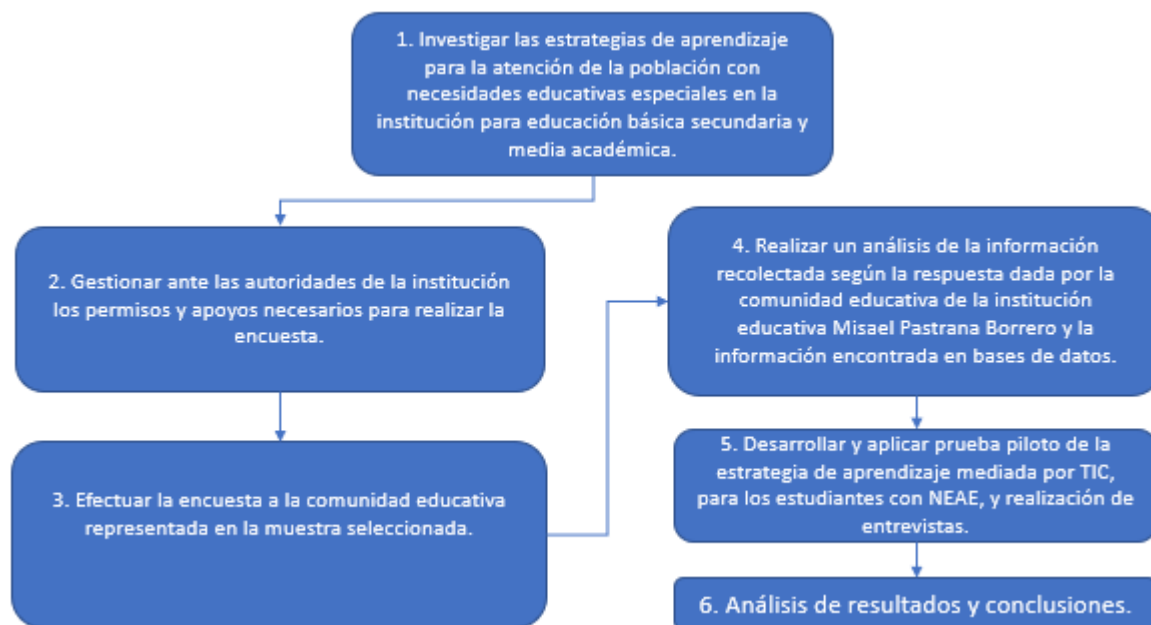 1. Investigar las estrategias de aprendizaje
para la atención de la población con
necesidades educativas especiales en la
institución para educación básica secundaria y
media académica.
2. Gestionar ante las autoridades de la institución
los permisos y apoyos necesarios para realizar la
encuesta.
3. Efectuar la encuesta a la comunidad educativa
representada en la muestra seleccionada.
4. Realizar un análisis de la información
recolectada según la respuesta dada por la
comunidad educativa de la institución
educativa Misael Pastrana Borrero y la
información encontrada en bases de datos.
5. Desarrollar y aplicar prueba piloto de la
estrategia de aprendizaje mediada por TIC,
para los estudiantes con NEAE, y realización de
entrevistas.
6. Análisis de resultados y conclusiones.